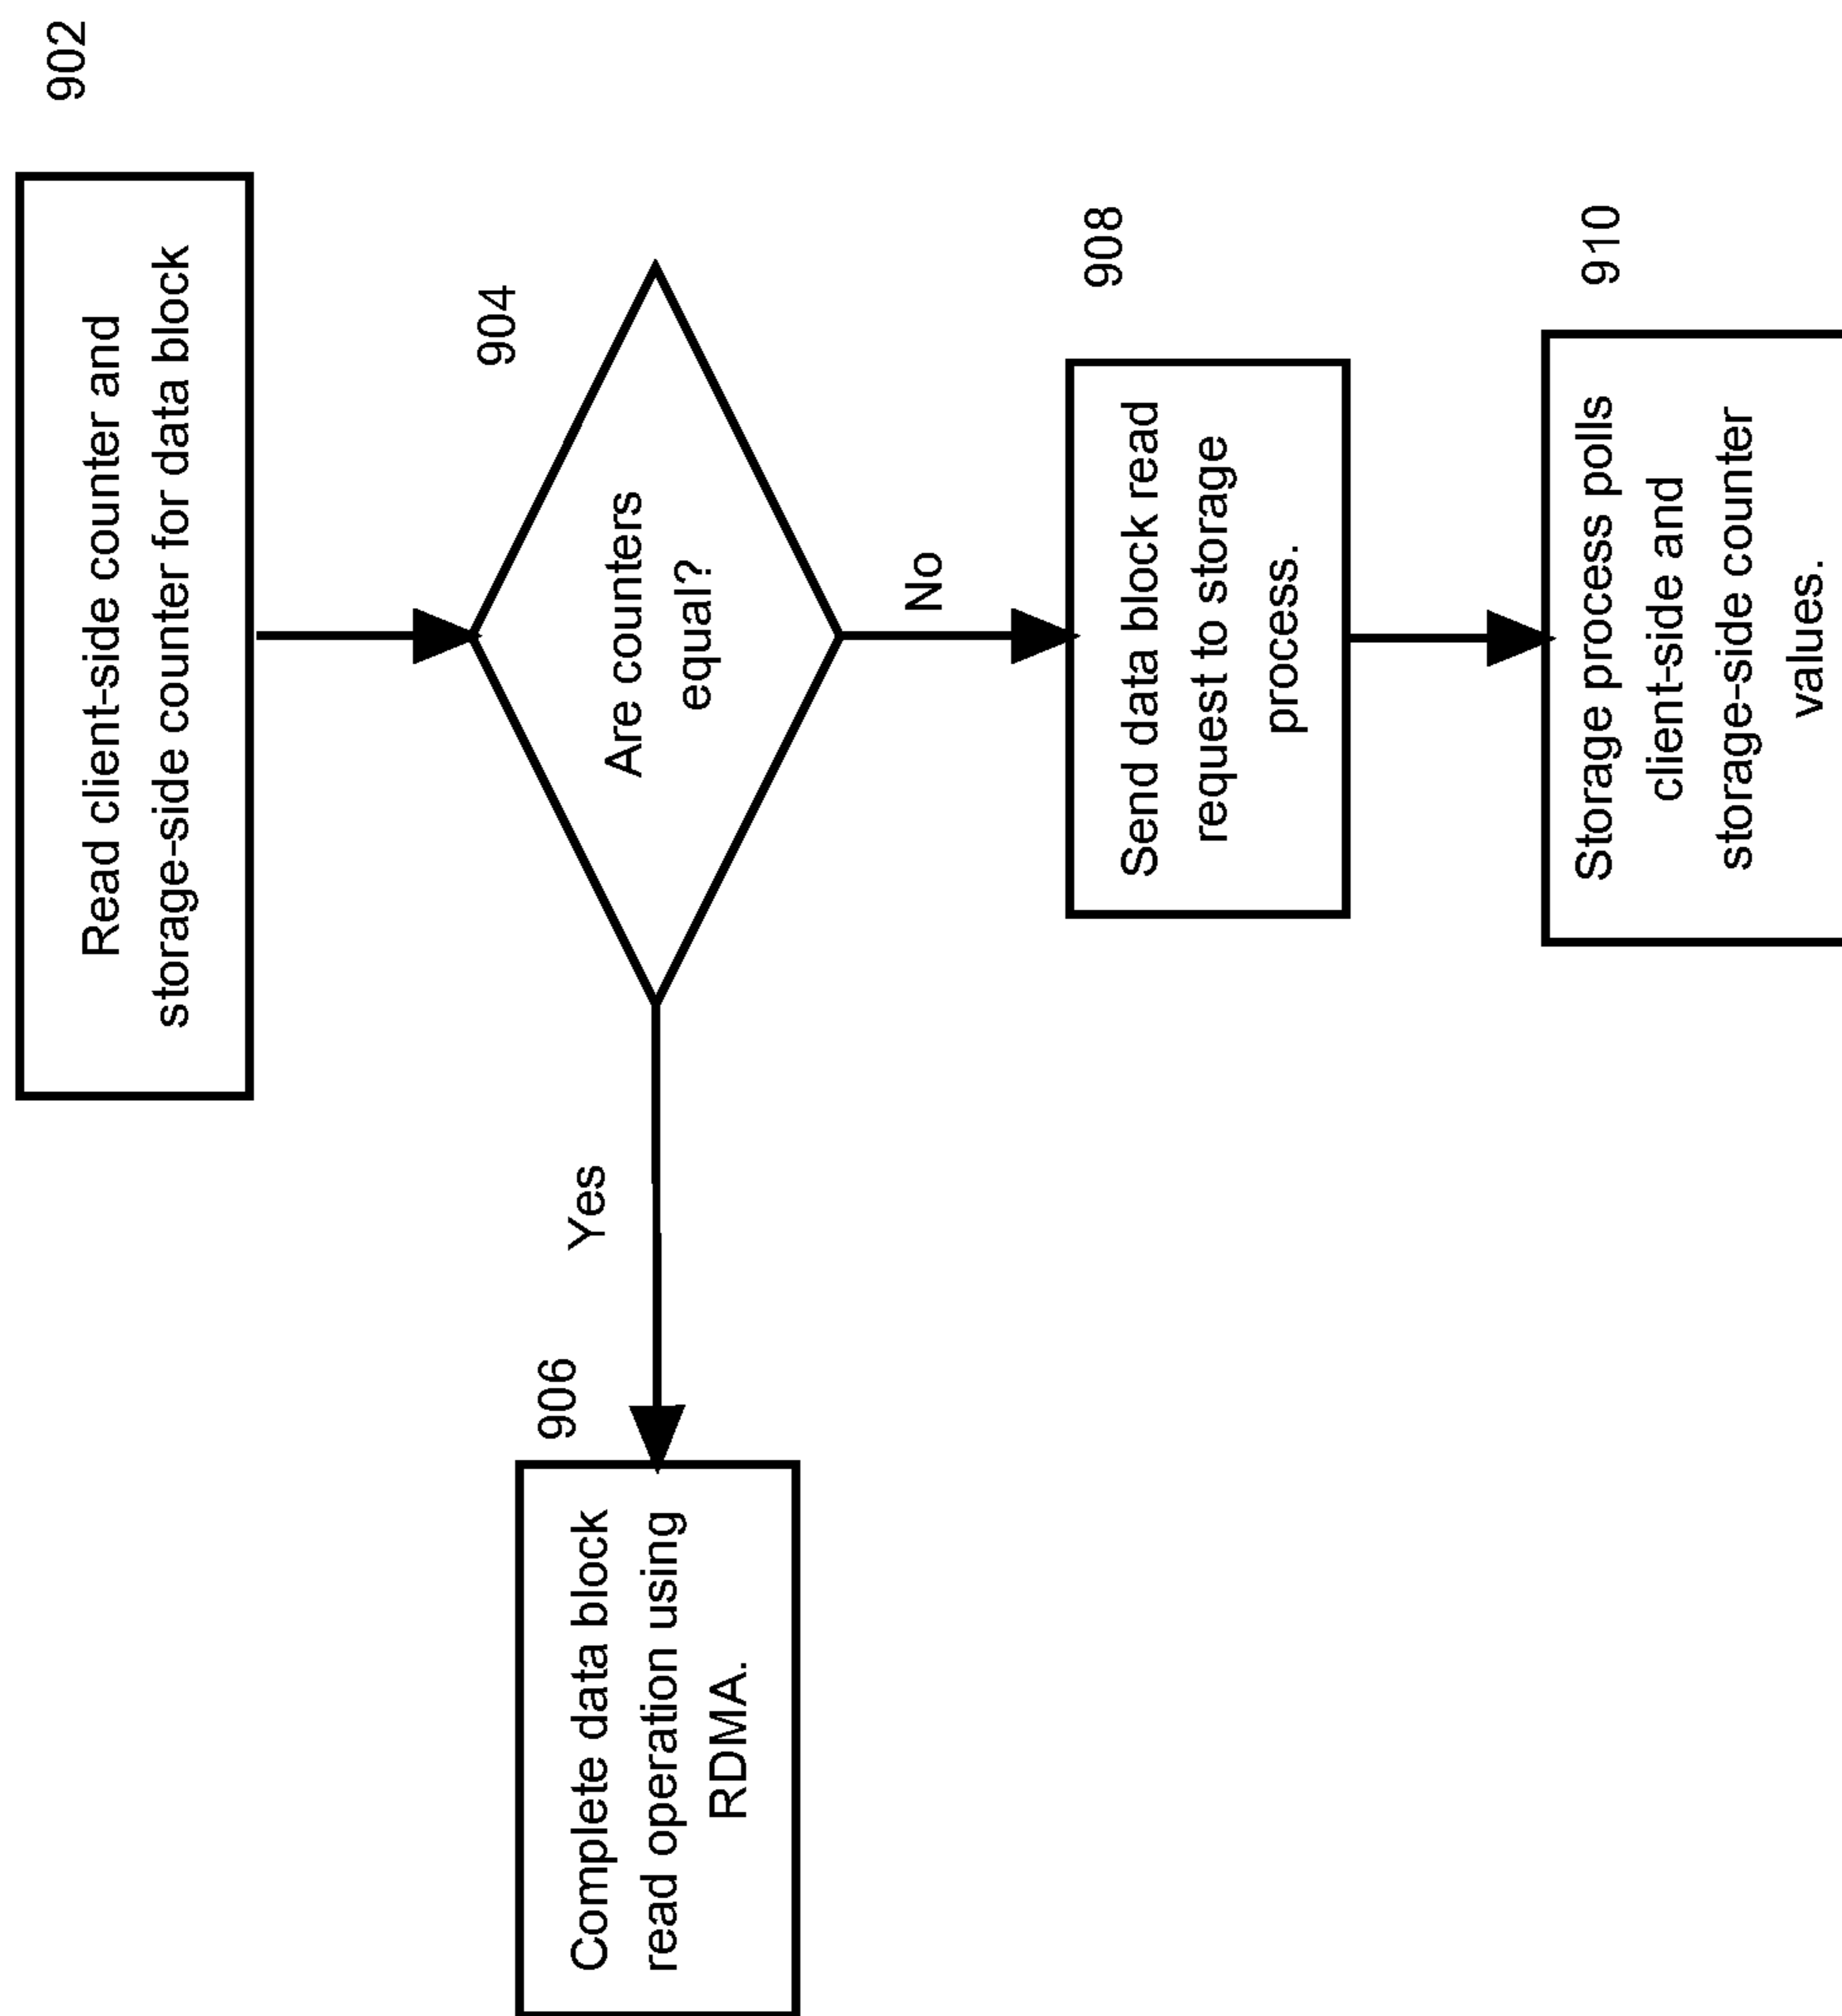 902
Read client-side counter and
storage-side counter for data block
904
Are counters
equal?
Yes
906
Complete data block
read operation using
RDMA.
No
908
Send data block read
request to storage
process.
910
Storage process polls
client-side and
storage-side counter
values.